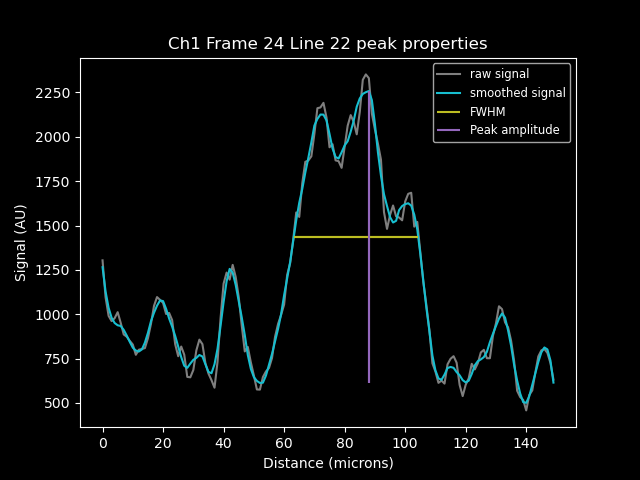 Ch1 Frame 24 Line 22 peak properties
raw signal
smoothed signal
FWHM
Peak amplitude
Signal (AU)
2250
2000
1750
1500
1250
1000
750
500
0 20 40 60 80 100 120 140
Distance (microns)